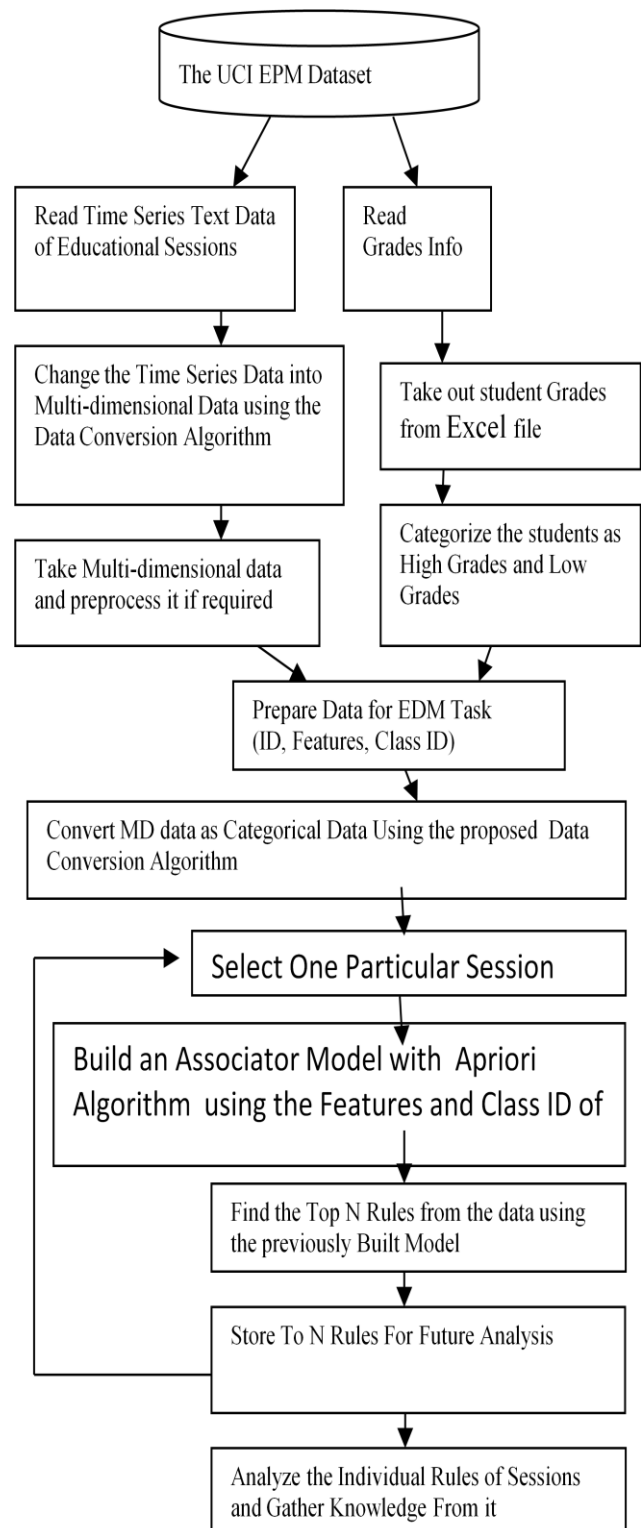 The UCI EPM Dataset
Read Time Series Text Data
of Educational Sessions
Read
Grades Info
Change the Time Series Data into
Multi-dimensional Data using the
Data Conversion Algorithm
Take out student Grades
from Excel file
Take Multi-dimensional data
and preprocess it if required
Categorize the students as
High Grades and Low
Grades
Prepare Data for EDM Task
(ID, Features, Class ID)
Convert MD data as Categorical Data Using the proposed Data
Conversion Algorithm
Select One Particular Session
Build an Associator Model with Apriori
Algorithm using the Features and Class ID of
Find the Top N Rules from the data using
the previously Built Model
Store To N Rules For Future Analysis
Analyze the Individual Rules of Sessions
and Gather Knowledge From it